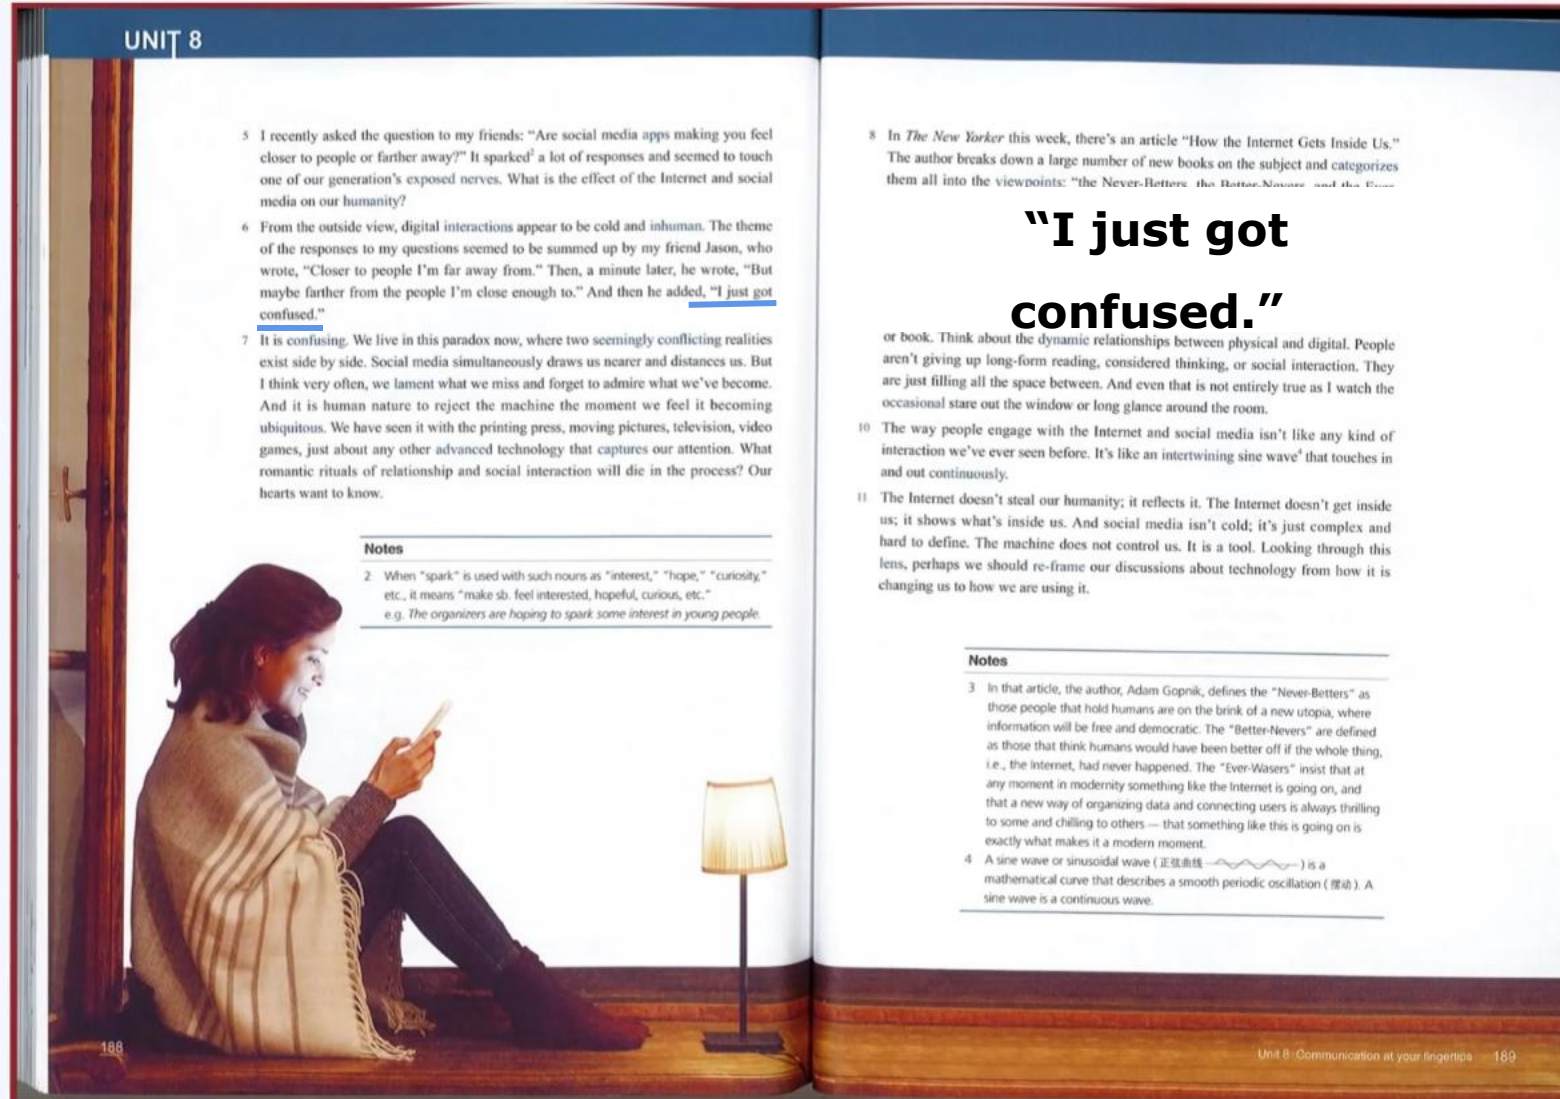 UNIT 8
5 I recently asked the question to my friends: "Are social media apps making you feel
closer to people or farther away?" It sparked² a lot of responses and seemed to touch
one of our generation's exposed nerves. What is the effect of the Internet and social
media on our humanity?
6 From the outside view, digital interactions appear to be cold and inhuman. The theme
of the responses to my questions seemed to be summed up by my friend Jason, who
wrote, "Closer to people I'm far away from." Then, a minute later, he wrote, "But
maybe farther from the people I'm close enough to." And then he added, "I just got
confused."
7 It is confusing. We live in this paradox now, where two seemingly conflicting realities
exist side by side. Social media simultaneously draws us nearer and distances us. But
I think very often, we lament what we miss and forget to admire what we've become.
And it is human nature to reject the machine the moment we feel it becoming
ubiquitous. We have seen it with the printing press, moving pictures, television, video
games, just about any other advanced technology that captures our attention. What
romantic rituals of relationship and social interaction will die in the process? Our
hearts want to know.
Notes
2 When "spark" is used with such nouns as "interest," "hope," "curiosity,"
etc., it means "make sb. feel interested, hopeful, curious, etc."
e.g. The organizers are hoping to spark some interest in young people.
188
8 In The New Yorker this week, there's an article "How the Internet Gets Inside Us."
The author breaks down a large number of new books on the subject and categorizes
them all into the viewpoints: "the Never-Betters, the Better-Nevers, and the Ever-
"I just got
confused."
or book. Think about the dynamic relationships between physical and digital. People
aren't giving up long-form reading, considered thinking, or social interaction. They
are just filling all the space between. And even that is not entirely true as I watch the
occasional stare out the window or long glance around the room.
10 The way people engage with the Internet and social media isn't like any kind of
interaction we've ever seen before. It's like an intertwining sine wave⁴ that touches in
and out continuously.
11 The Internet doesn't steal our humanity; it reflects it. The Internet doesn't get inside
us; it shows what's inside us. And social media isn't cold; it's just complex and
hard to define. The machine does not control us. It is a tool. Looking through this
lens, perhaps we should re-frame our discussions about technology from how it is
changing us to how we are using it.
Notes
3 In that article, the author, Adam Gopnik, defines the "Never-Betters" as
those people that hold humans are on the brink of a new utopia, where
information will be free and democratic. The "Better-Nevers" are defined
as those that think humans would have been better off if the whole thing,
i.e., the Internet, had never happened. The "Ever-Wasers" insist that at
any moment in modernity something like the Internet is going on, and
that a new way of organizing data and connecting users is always thrilling
to some and chilling to others — that something like this is going on is
exactly what makes it a modern moment.
4 A sine wave or sinusoidal wave (正弦曲线) is a
mathematical curve that describes a smooth periodic oscillation (摆动). A
sine wave is a continuous wave.
Unit 8 Communication at your fingertips 189